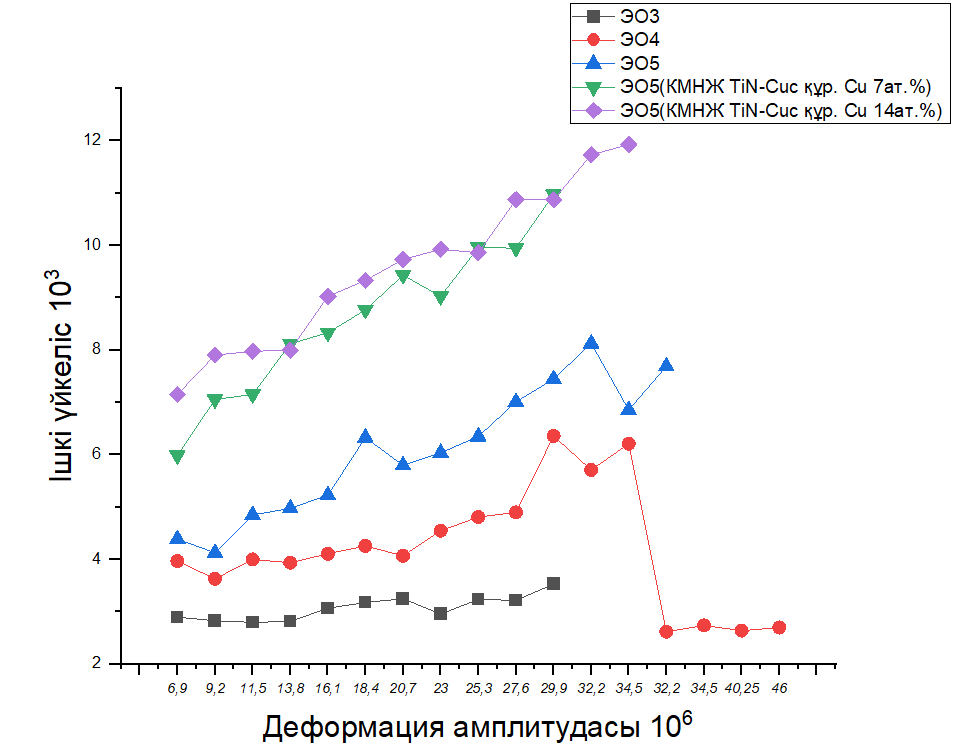 ЭО3
ЭО4
ЭО5
ЭО5(КМНЖ TiN-Cuс құр. Cu 7ат.%)
ЭО5(КМНЖ TiN-Cuс құр. Cu 14ат.%)
12
10
8
6
4
2
Ішкі үйкеліс 10³
6,9 9,2 11,5 13,8 16,1 18,4 20,7 23 25,3 27,6 29,9 32,2 34,5 32,2 34,5 40,25 46
Деформация амплитудасы 10⁶